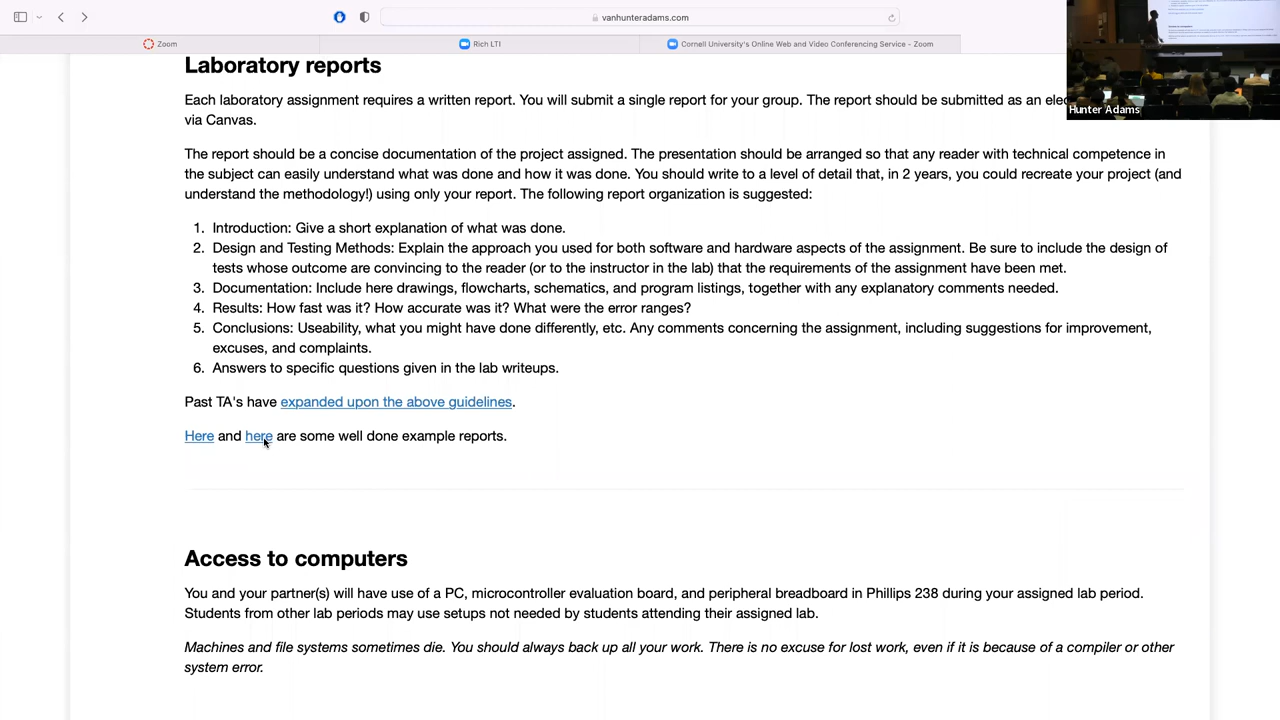 vanhunteradams.com
Zoom
Rich LTI
Cornell University's Online Web and Video Conferencing Service - Zoom
Hunter Adams
Laboratory reports
Each laboratory assignment requires a written report. You will submit a single report for your group. The report should be submitted as an
via Canvas.
The report should be a concise documentation of the project assigned. The presentation should be arranged so that any reader with technical competence in
the subject can easily understand what was done and how it was done. You should write to a level of detail that, in 2 years, you could recreate your project (and
understand the methodology!) using only your report. The following report organization is suggested:
1. Introduction: Give a short explanation of what was done.
2. Design and Testing Methods: Explain the approach you used for both software and hardware aspects of the assignment. Be sure to include the design of
tests whose outcome are convincing to the reader (or to the instructor in the lab) that the requirements of the assignment have been met.
3. Documentation: Include here drawings, flowcharts, schematics, and program listings, together with any explanatory comments needed.
4. Results: How fast was it? How accurate was it? What were the error ranges?
5. Conclusions: Useability, what you might have done differently, etc. Any comments concerning the assignment, including suggestions for improvement,
excuses, and complaints.
6. Answers to specific questions given in the lab writeups.
Past TA's have expanded upon the above guidelines.
Here and here are some well done example reports.
Access to computers
You and your partner(s) will have use of a PC, microcontroller evaluation board, and peripheral breadboard in Phillips 238 during your assigned lab period.
Students from other lab periods may use setups not needed by students attending their assigned lab.
Machines and file systems sometimes die. You should always back up all your work. There is no excuse for lost work, even if it is because of a compiler or other
system error.